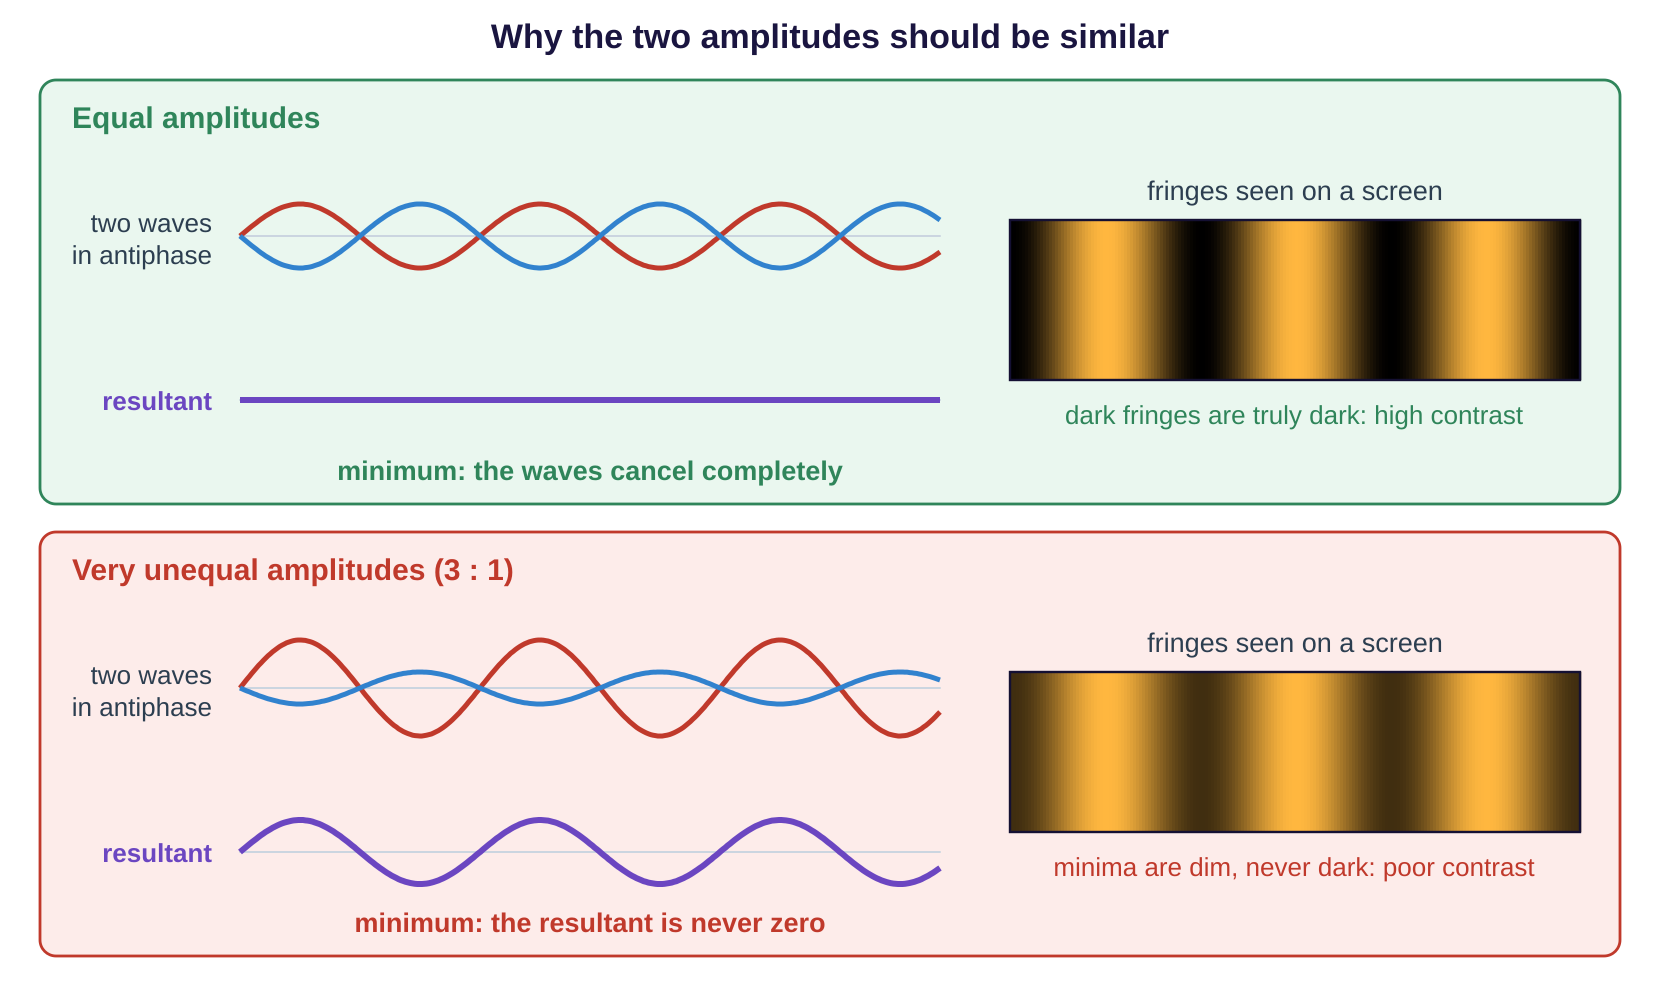 Why the two amplitudes should be similar
Equal amplitudes
two waves
in antiphase
resultant
minimum: the waves cancel completely
fringes seen on a screen
dark fringes are truly dark: high contrast
Very unequal amplitudes (3 : 1)
two waves
in antiphase
resultant
minimum: the resultant is never zero
fringes seen on a screen
minima are dim, never dark: poor contrast